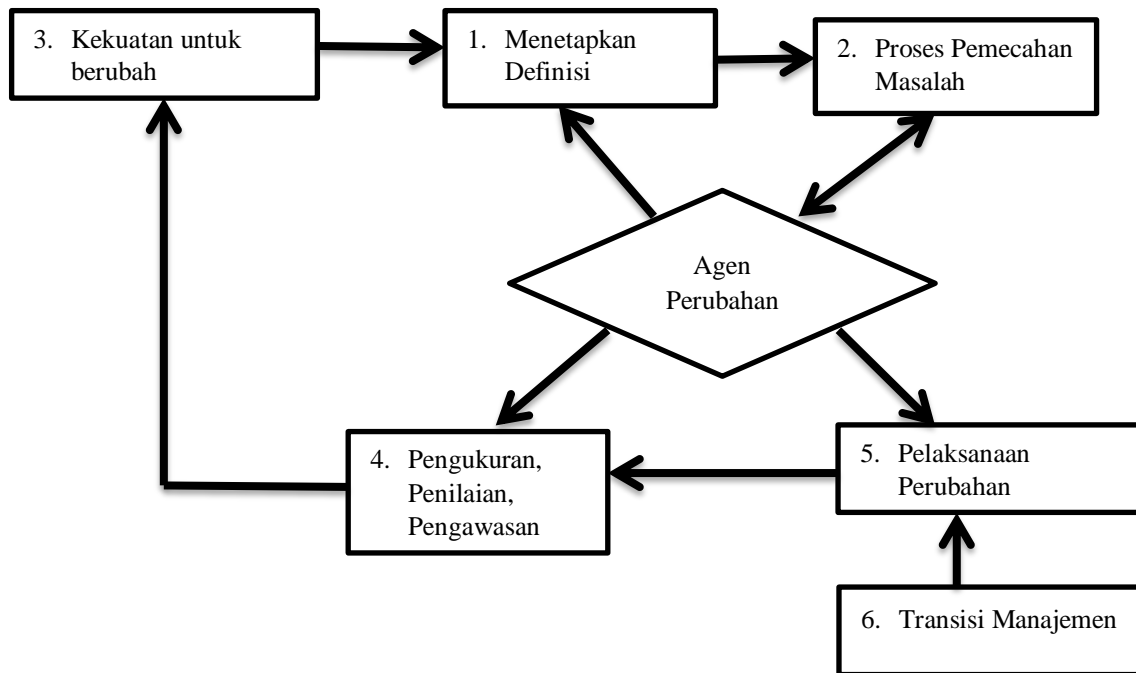 3. Kekuatan untuk
berubah
1. Menetapkan
Definisi
2. Proses Pemecahan
Masalah
Agen
Perubahan
4. Pengukuran,
Penilaian,
Pengawasan
5. Pelaksanaan
Perubahan
6. Transisi Manajemen